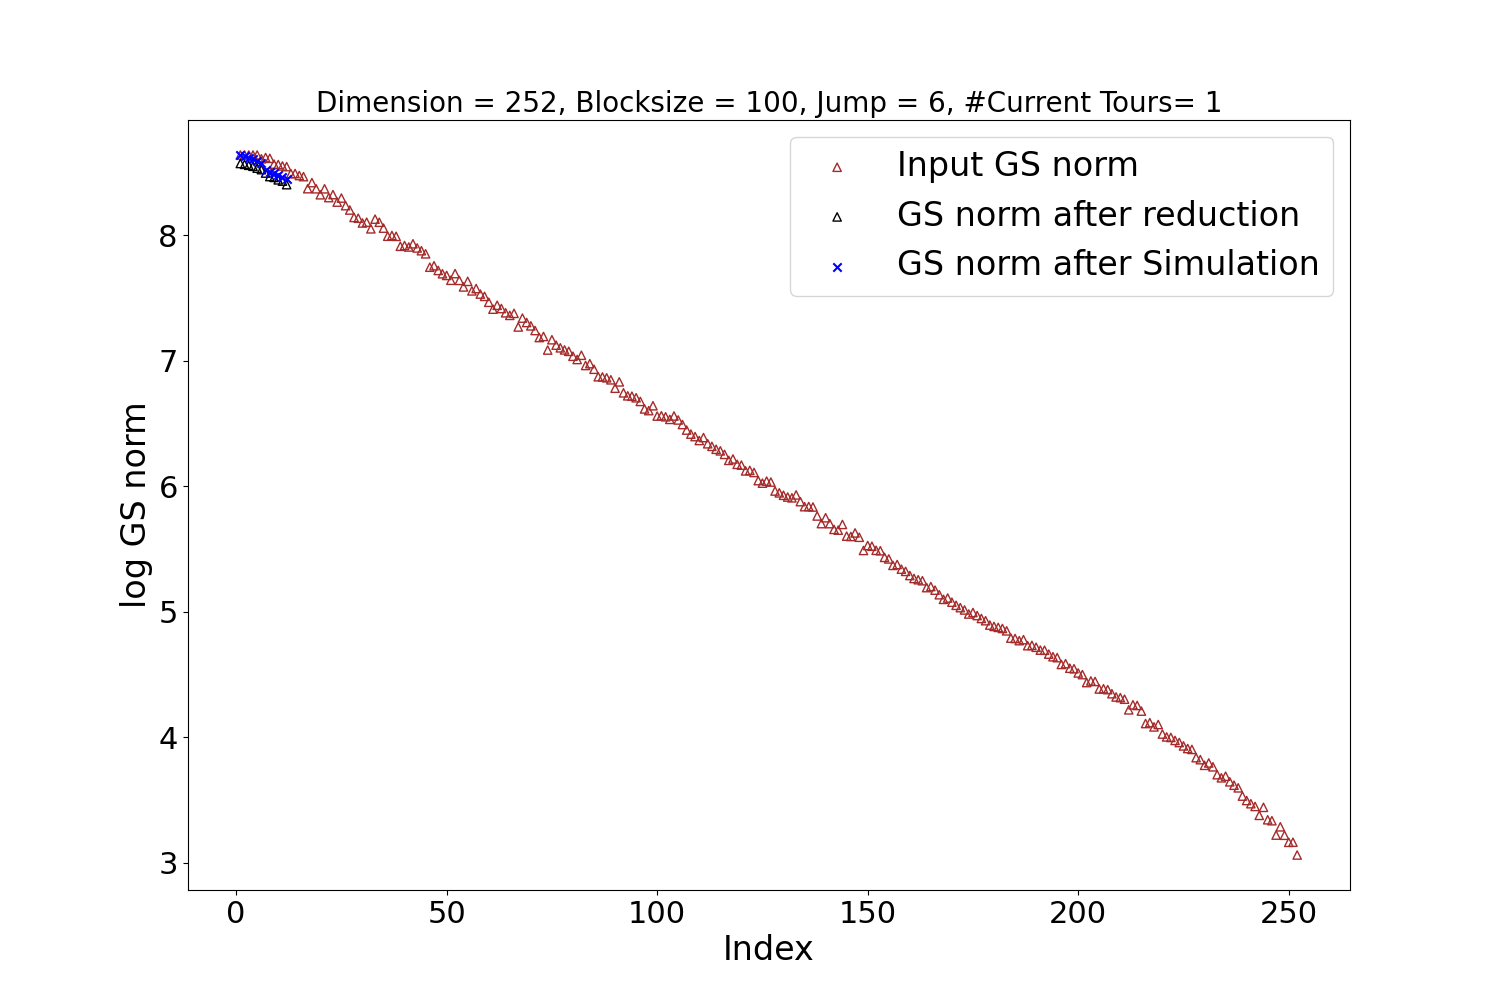 Dimension = 252, Blocksize = 100, Jump = 6, #Current Tours= 1
Input GS norm
GS norm after reduction
GS norm after Simulation
log GS norm
8
7
6
5
4
3
0 50 100 150 200 250
Index